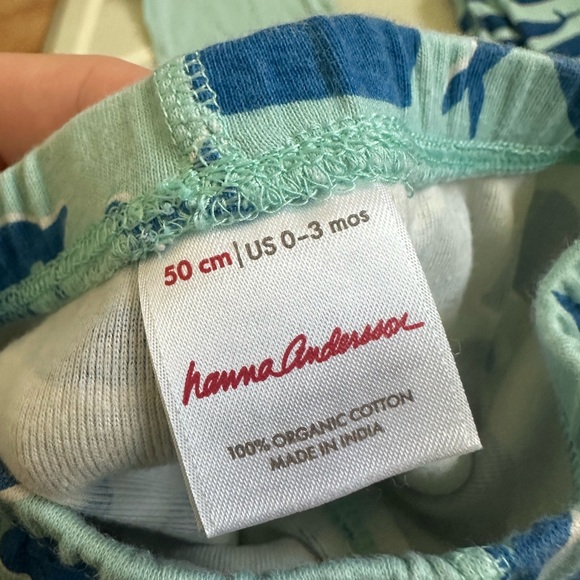 50 cm | US 0-3 mos
hanna Andersson
100% ORGANIC COTTON
MADE IN INDIA